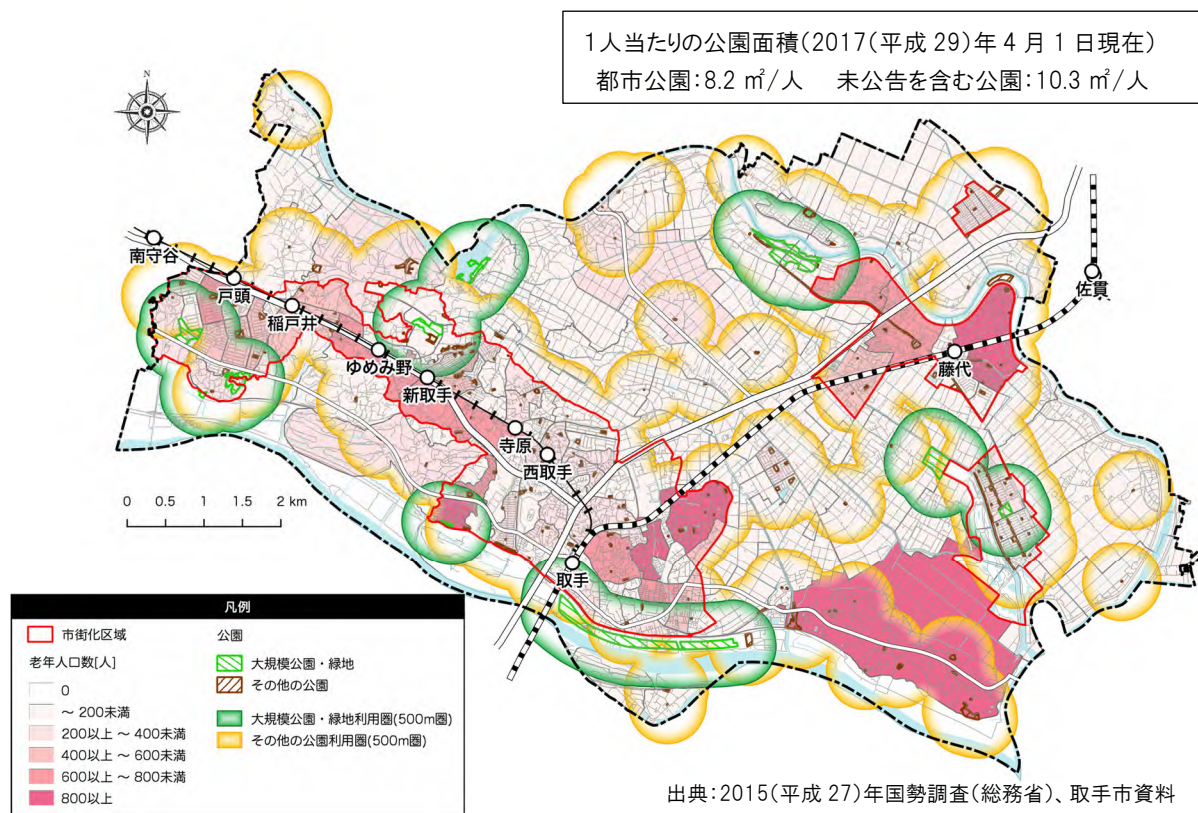 1人当たりの公園面積(2017(平成 29)年 4 月 1 日現在)
都市公園:8.2 ㎡/人 未公告を含む公園:10.3 ㎡/人
N
南守谷
戸頭
稲戸井
ゆめみ野
新取手
寺原
西取手
取手
藤代
佐貫
0 0.5 1 1.5 2 km
凡例
市街化区域
老年人口数[人]
0
~ 200未満
200以上 ~ 400未満
400以上 ~ 600未満
600以上 ~ 800未満
800以上
公園
大規模公園・緑地
その他の公園
大規模公園・緑地利用圏(500m圏)
その他の公園利用圏(500m圏)
出典:2015(平成 27)年国勢調査(総務省)、取手市資料